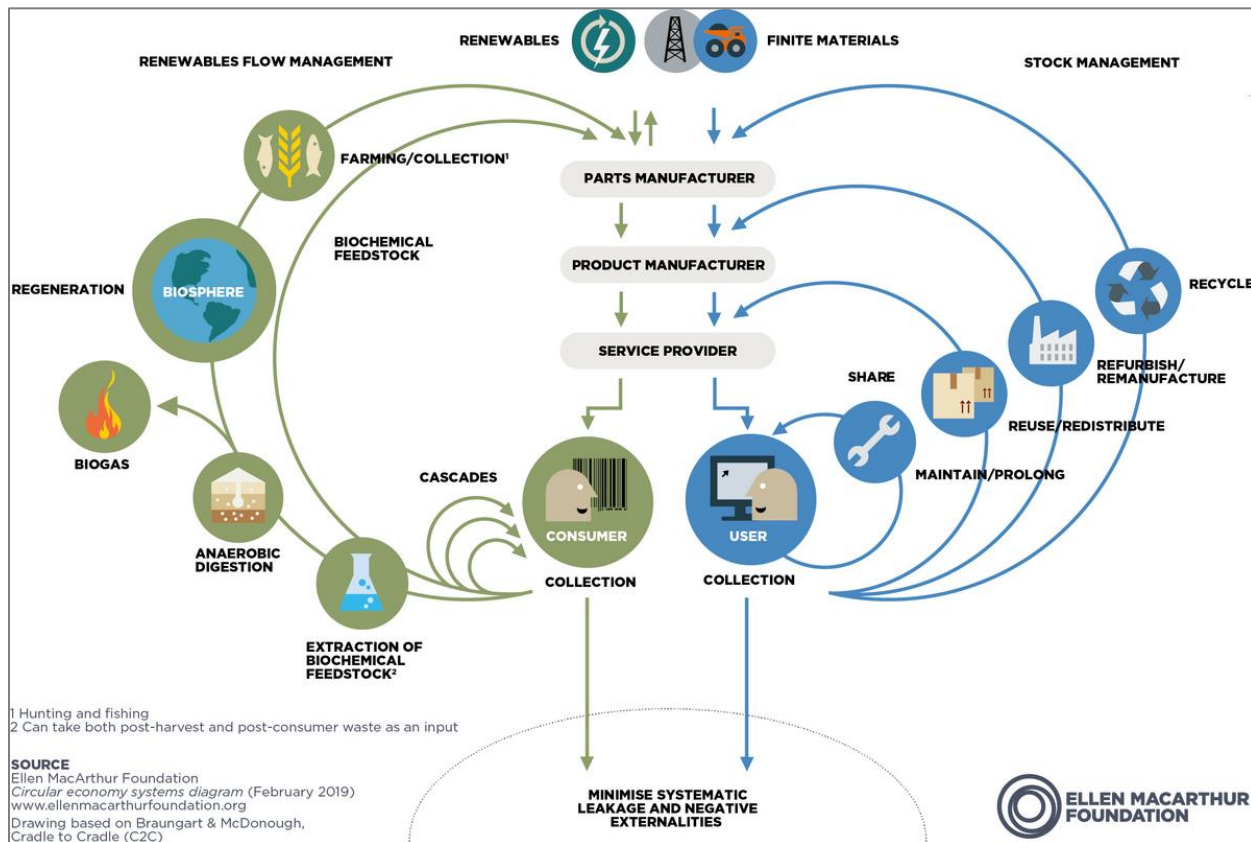 RENEWABLES
FINITE MATERIALS
RENEWABLES FLOW MANAGEMENT
STOCK MANAGEMENT
FARMING/COLLECTION¹
PARTS MANUFACTURER
BIOCHEMICAL
FEEDSTOCK
PRODUCT MANUFACTURER
REGENERATION
BIOSPHERE
RECYCLE
SERVICE PROVIDER
REFURBISH/
REMANUFACTURE
SHARE
REUSE/REDISTRIBUTE
BIOGAS
CASCADES
MAINTAIN/PROLONG
CONSUMER
USER
ANAEROBIC
DIGESTION
COLLECTION
COLLECTION
EXTRACTION OF
BIOCHEMICAL
FEEDSTOCK²
1 Hunting and fishing
2 Can take both post-harvest and post-consumer waste as an input
SOURCE
Ellen MacArthur Foundation
Circular economy systems diagram (February 2019)
www.ellenmacarthurfoundation.org
Drawing based on Braungart & McDonough,
Cradle to Cradle (C2C)
MINIMISE SYSTEMATIC
LEAKAGE AND NEGATIVE
EXTERNALITIES
ELLEN MACARTHUR
FOUNDATION